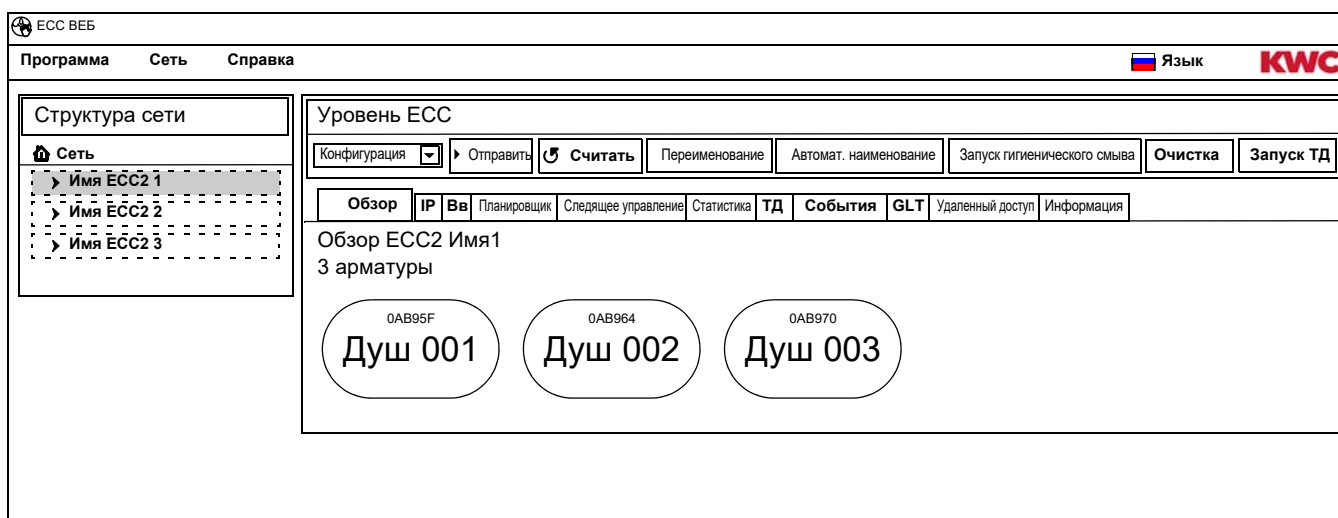 ECC ВЕБ
Программа Сеть Справка Язык KWC
Структура сети
Сеть
Имя ECC2 1
Имя ECC2 2
Имя ECC2 3
Уровень ECC
Конфигурация Отправить Считать Переименование Автомат. наименование Запуск гигиенического смыва Очистка Запуск ТД
Обзор IP Вв Планировщик Следящее управление Статистика ТД События GLT Удаленный доступ Информация
Обзор ECC2 Имя1
3 арматуры
0AB95F 0AB964 0AB970
Душ 001 Душ 002 Душ 003